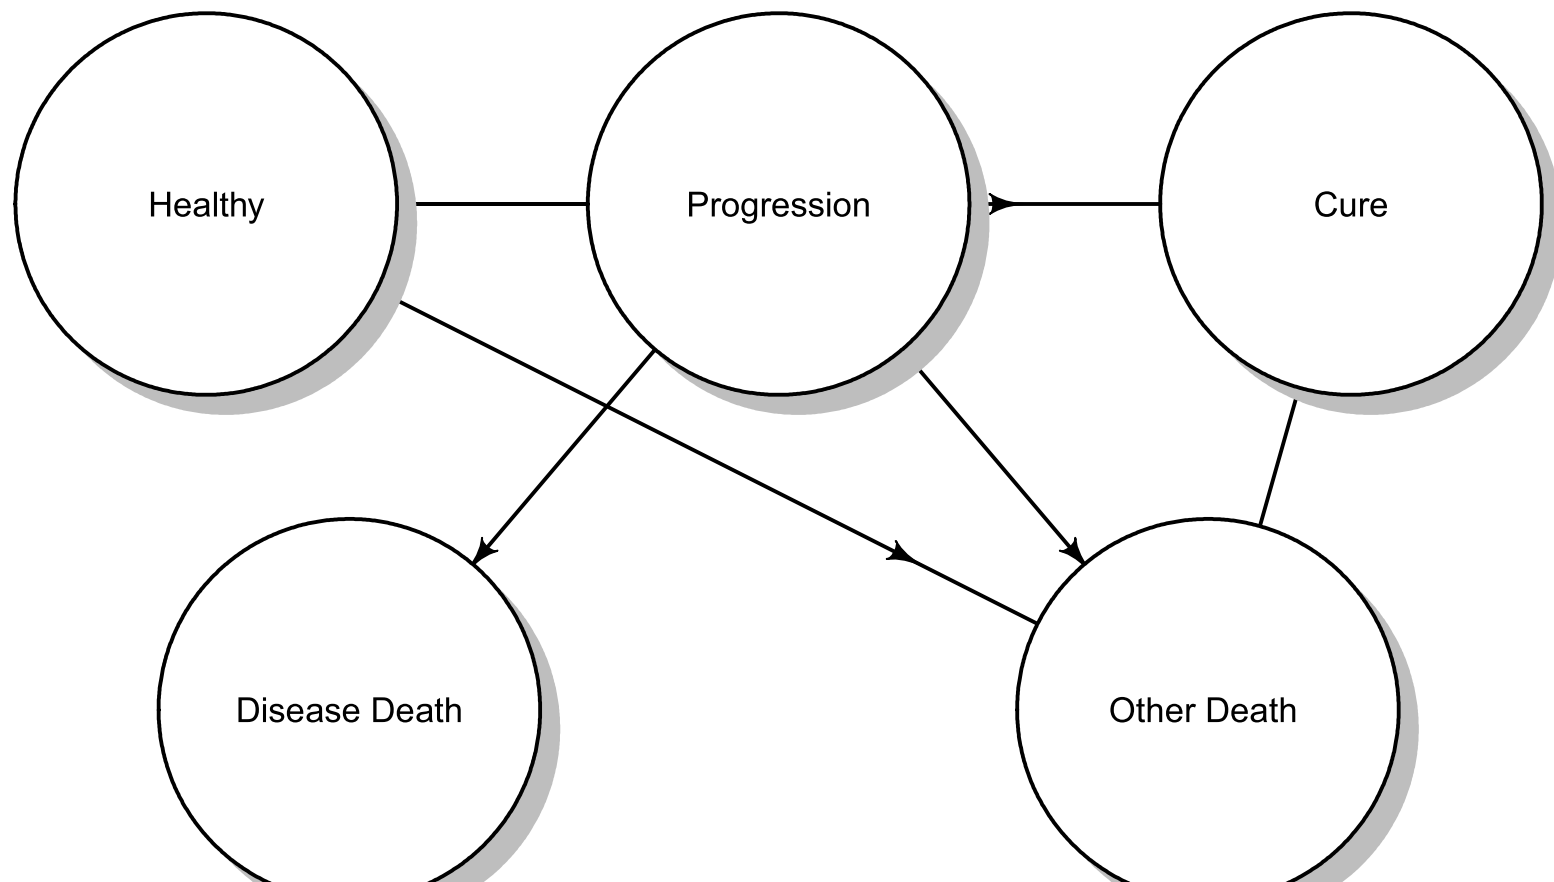 Healthy
Progression
Cure
Disease Death
Other Death